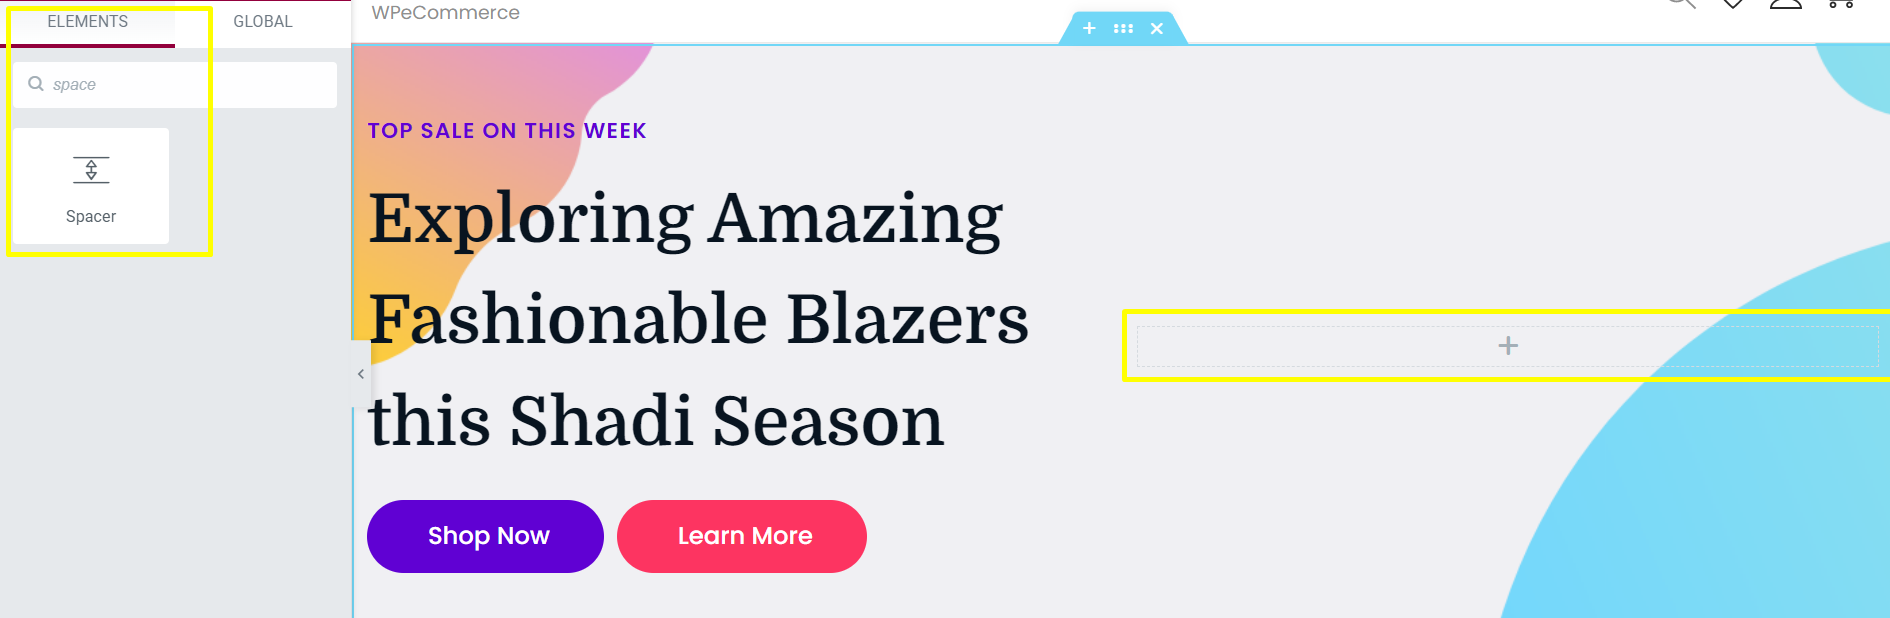 ELEMENTS
GLOBAL
space
Spacer
WPeCommerce
TOP SALE ON THIS WEEK
Exploring Amazing
Fashionable Blazers
this Shadi Season
Shop Now
Learn More